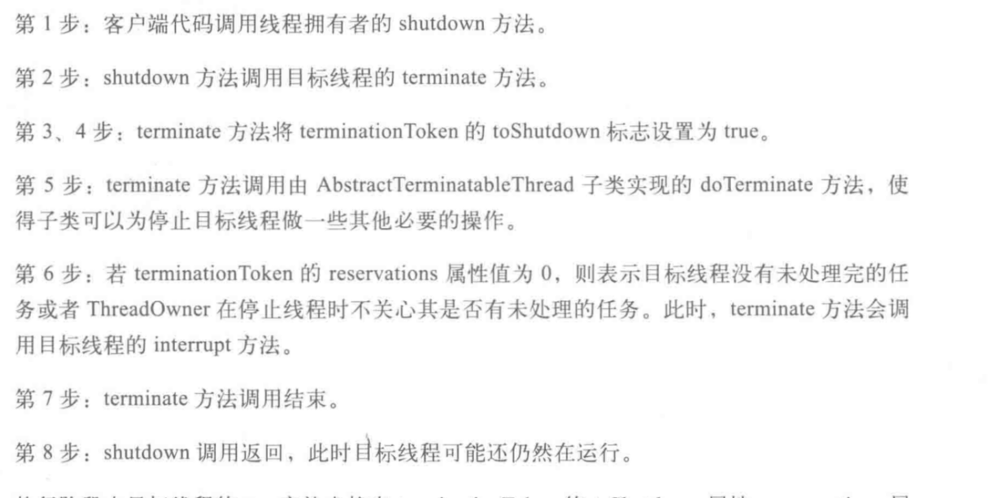 第 1 步：客户端代码调用线程拥有者的 shutdown 方法。
第 2 步：shutdown 方法调用目标线程的 terminate 方法。
第 3、4 步：terminate 方法将 terminationToken 的 toShutdown 标志设置为 true。
第 5 步：terminate 方法调用由 AbstractTerminatableThread 子类实现的 doTerminate 方法，使
得子类可以为停止目标线程做一些其他必要的操作。
第 6 步：若 terminationToken 的 reservations 属性值为 0，则表示目标线程没有未处理完的任
务或者 ThreadOwner 在停止线程时不关心其是否有未处理的任务。此时，terminate 方法会调
用目标线程的 interrupt 方法。
第 7 步：terminate 方法调用结束。
第 8 步：shutdown 调用返回，此时目标线程可能还仍然在运行。